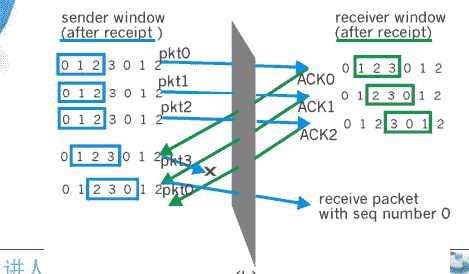 sender window
(after receipt )
receiver window
(after receipt)
0 1 2 3 0 1 2
pkt0
0 1 2 3 0 1 2
pkt1
0 1 2 3 0 1 2
pkt2
0 1 2 3 0 1 2
pkt3
x
0 1 2 3 0 1 2
pkt0
ACK0
0 1 2 3 0 1 2
ACK1
0 1 2 3 0 1 2
ACK2
0 1 2 3 0 1 2
receive packet
with seq number 0
讲人